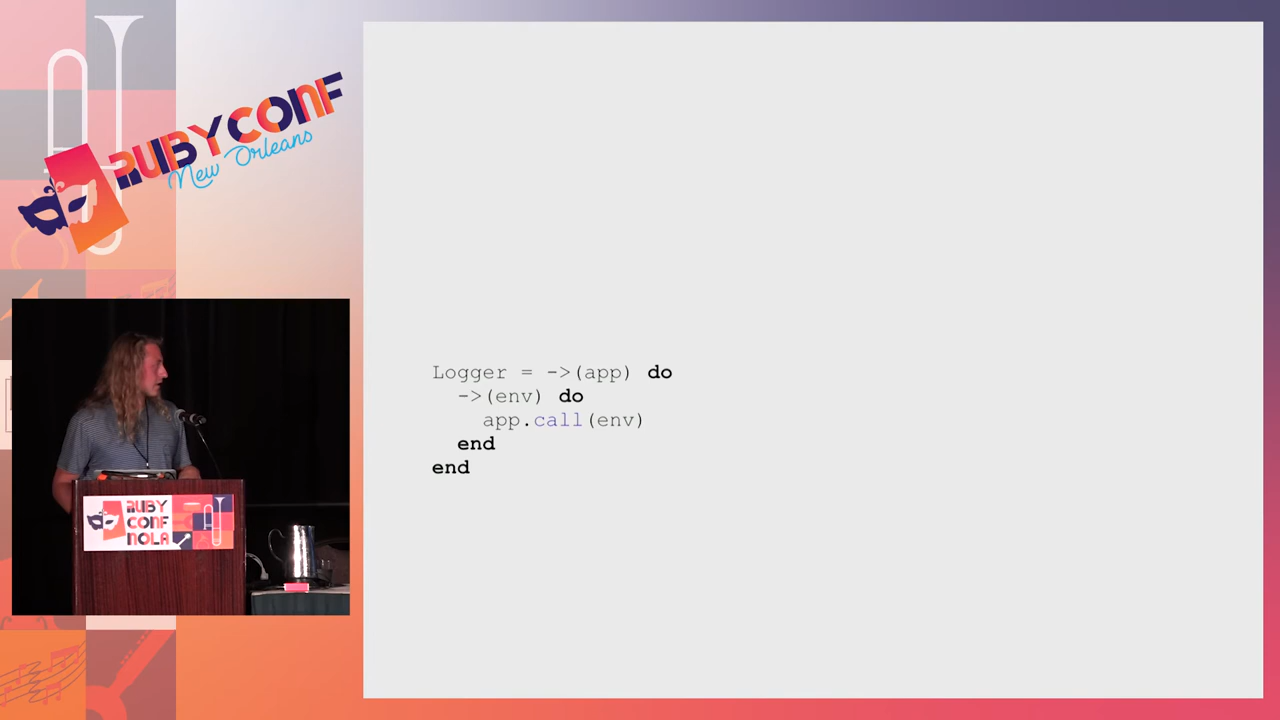 RUBYCONF
New Orleans
RUBY
CONF
NOLA
Logger = ->(app) do
  ->(env) do
    app.call(env)
  end
end